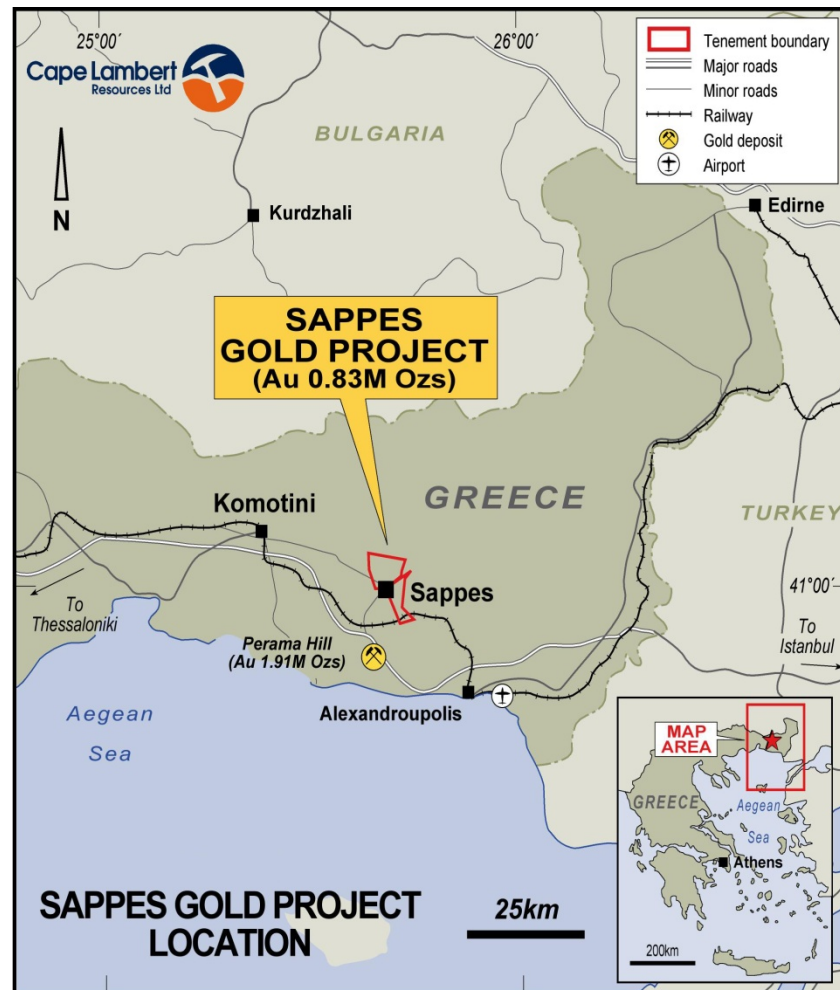 25°00'
26°00'
Cape Lambert
Resources Ltd
Tenement boundary
Major roads
Minor roads
Railway
Gold deposit
Airport
BULGARIA
N
Kurdzhali
Edirne
SAPPES
GOLD PROJECT
(Au 0.83M Ozs)
GREECE
Komotini
TURKEY
Sappes
41°00'
To
Thessaloniki
To
Istanbul
Perama Hill
(Au 1.91M Ozs)
Alexandroupolis
Aegean
Sea
MAP
AREA
GREECE
Aegean
Sea
Athens
200km
SAPPES GOLD PROJECT
LOCATION
25km